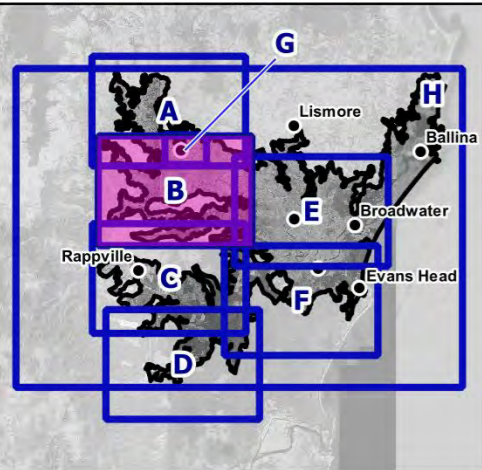 G
A
H
Lismore
Ballina
B
E
Broadwater
Rappville
C
Evans Head
F
D